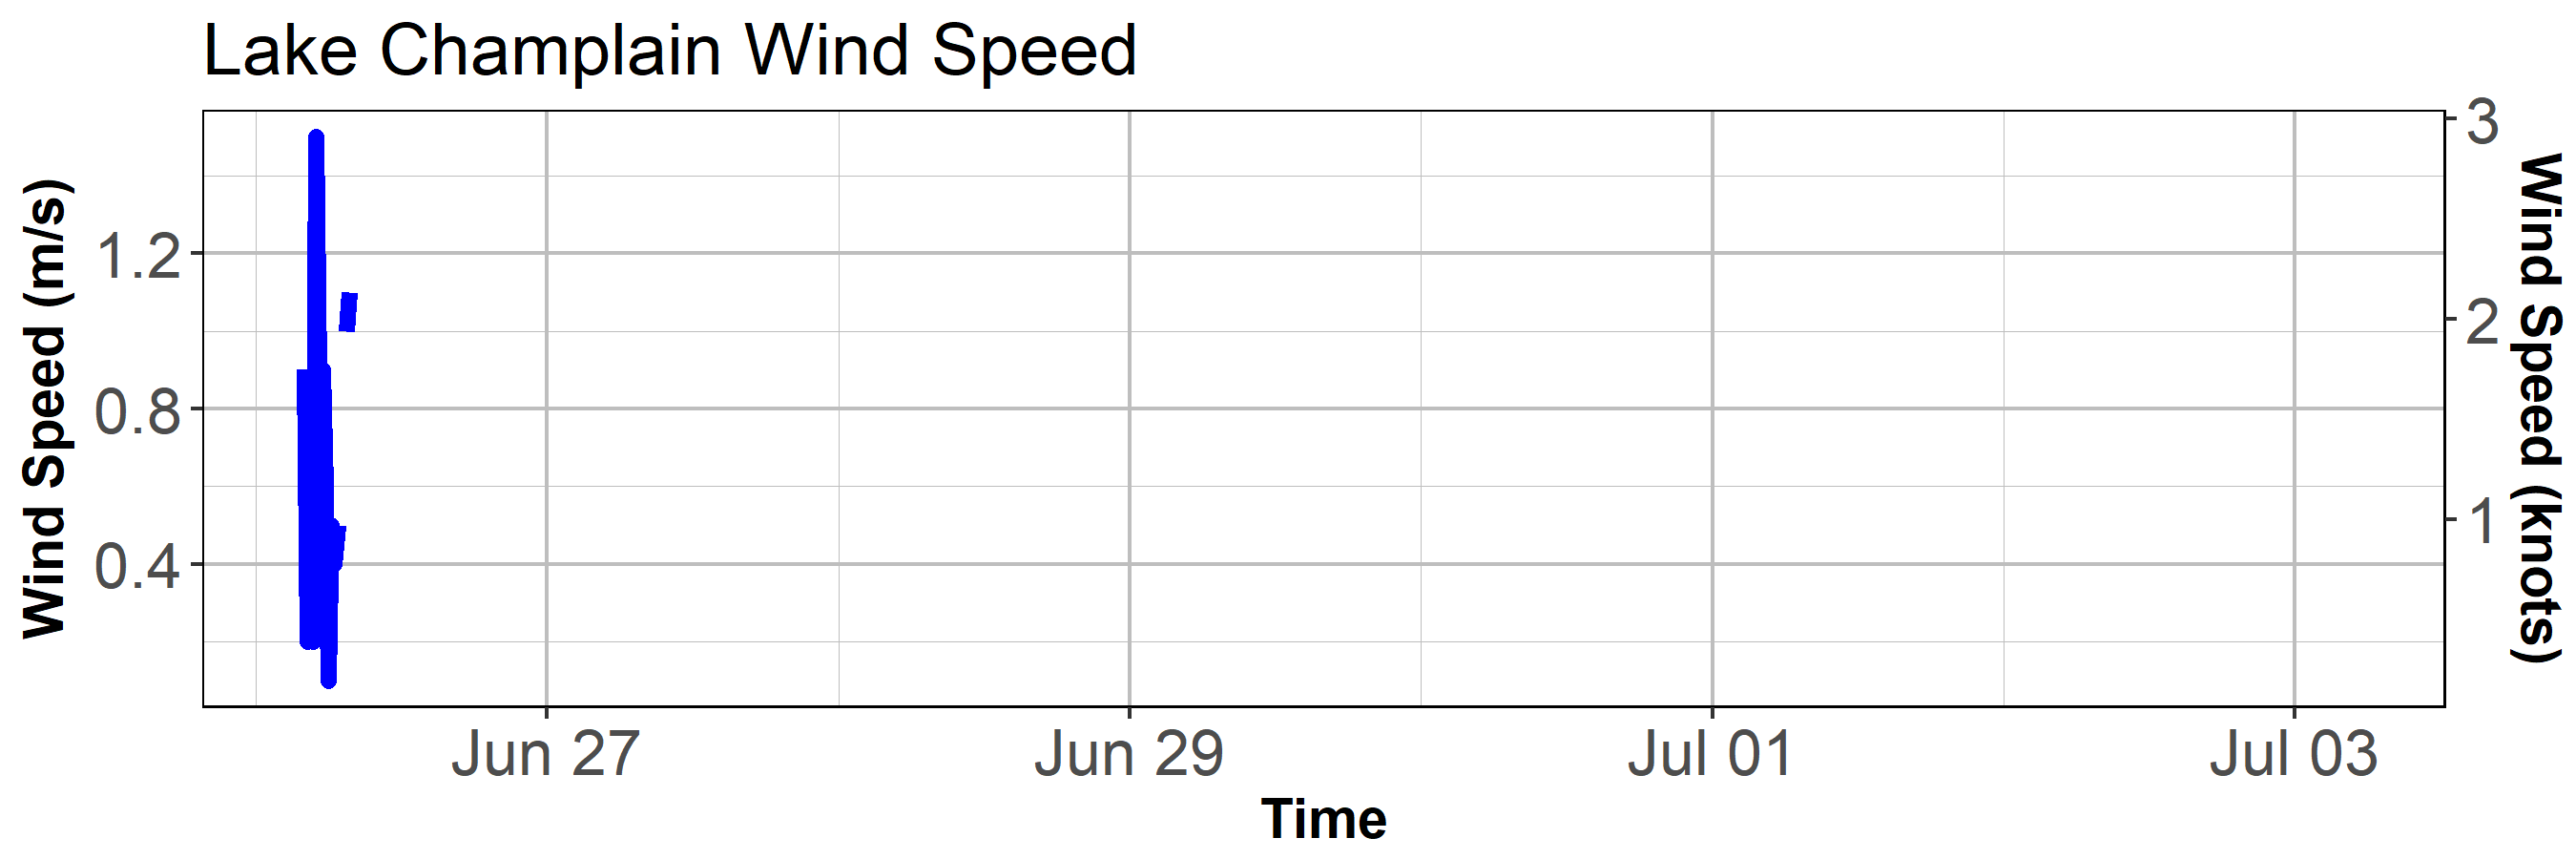 Lake Champlain Wind Speed
Wind Speed (m/s)
1.2
0.8
0.4
3
2
1
Wind Speed (knots)
Jun 27
Jun 29
Jul 01
Jul 03
Time